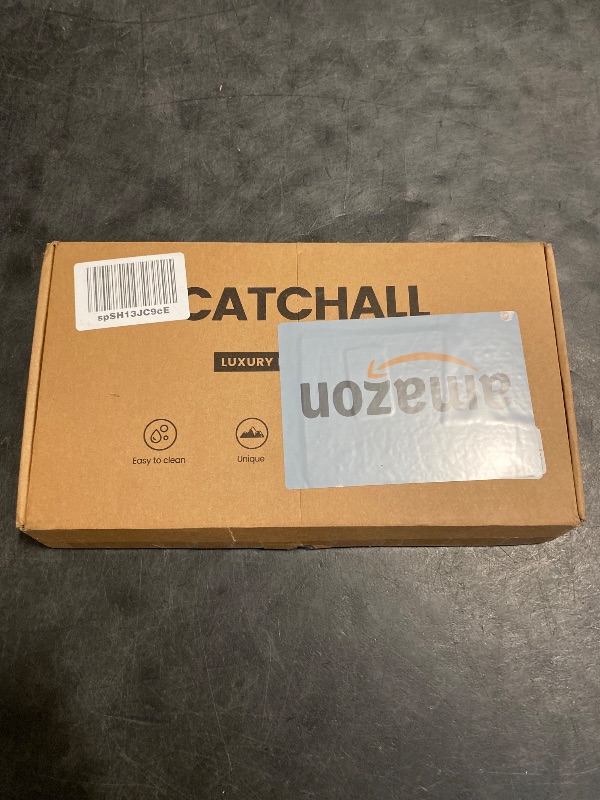 spSH13JC9cE
CATCHALL
LUXURY
amazon
Easy to clean
Unique